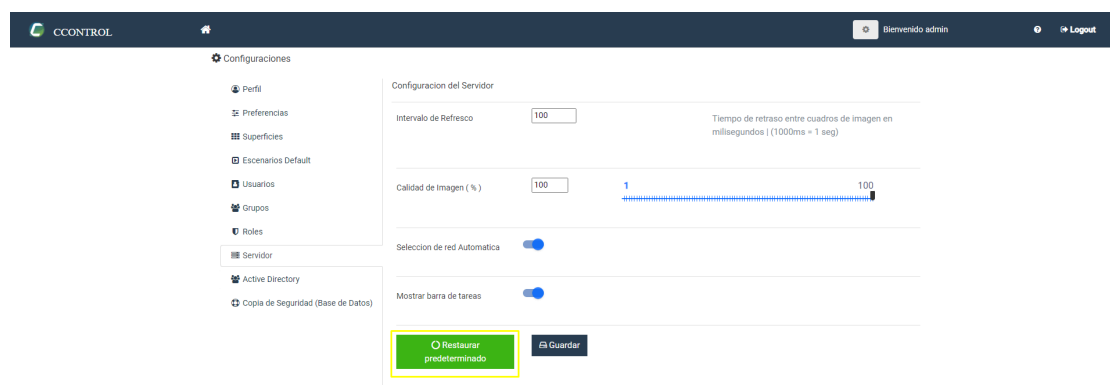 CCONTROL
Bienvenido admin
Logout
Configuraciones
Perfil
Preferencias
Superficies
Escenarios Default
Usuarios
Grupos
Roles
Servidor
Active Directory
Copia de Seguridad (Base de Datos)
Configuracion del Servidor
Intervalo de Refresco
100
Tiempo de retraso entre cuadros de imagen en
milisegundos | (1000ms = 1 seg)
Calidad de Imagen ( % )
100
1
100
Seleccion de red Automatica
Mostrar barra de tareas
Restaurar
predeterminado
Guardar